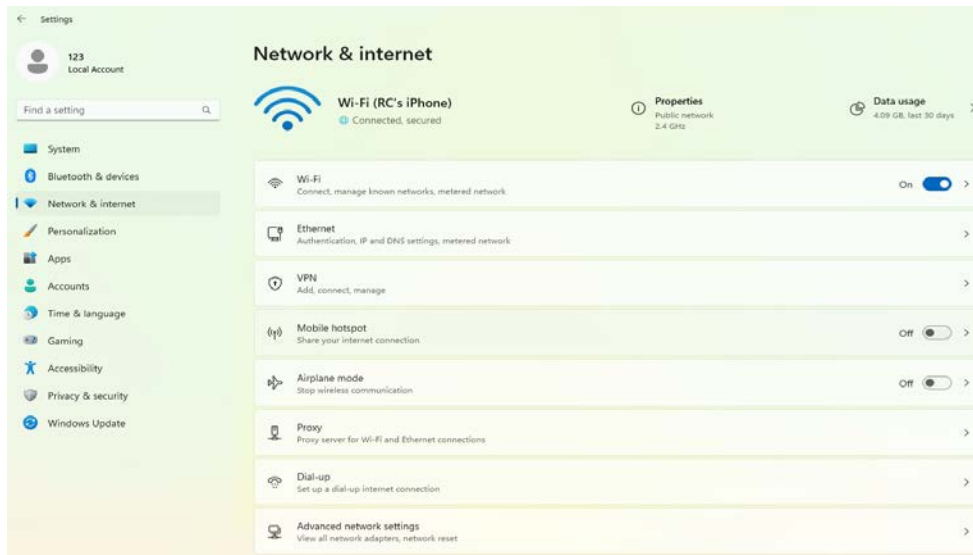 Settings
123
Local Account
Find a setting
System
Bluetooth & devices
Network & internet
Personalization
Apps
Accounts
Time & language
Gaming
Accessibility
Privacy & security
Windows Update
Network & internet
Wi-Fi (RC's iPhone)
Connected, secured
Properties
Public network
2.4 GHz
Data usage
4.09 GB, last 30 days
Wi-Fi
Connect, manage known networks, metered network
On
Ethernet
Authentication, IP and DNS settings, metered network
VPN
Add, connect, manage
Mobile hotspot
Share your internet connection
Off
Airplane mode
Stop wireless communication
Off
Proxy
Proxy server for Wi-Fi and Ethernet connections
Dial-up
Set up a dial-up internet connection
Advanced network settings
View all network adapters, network reset